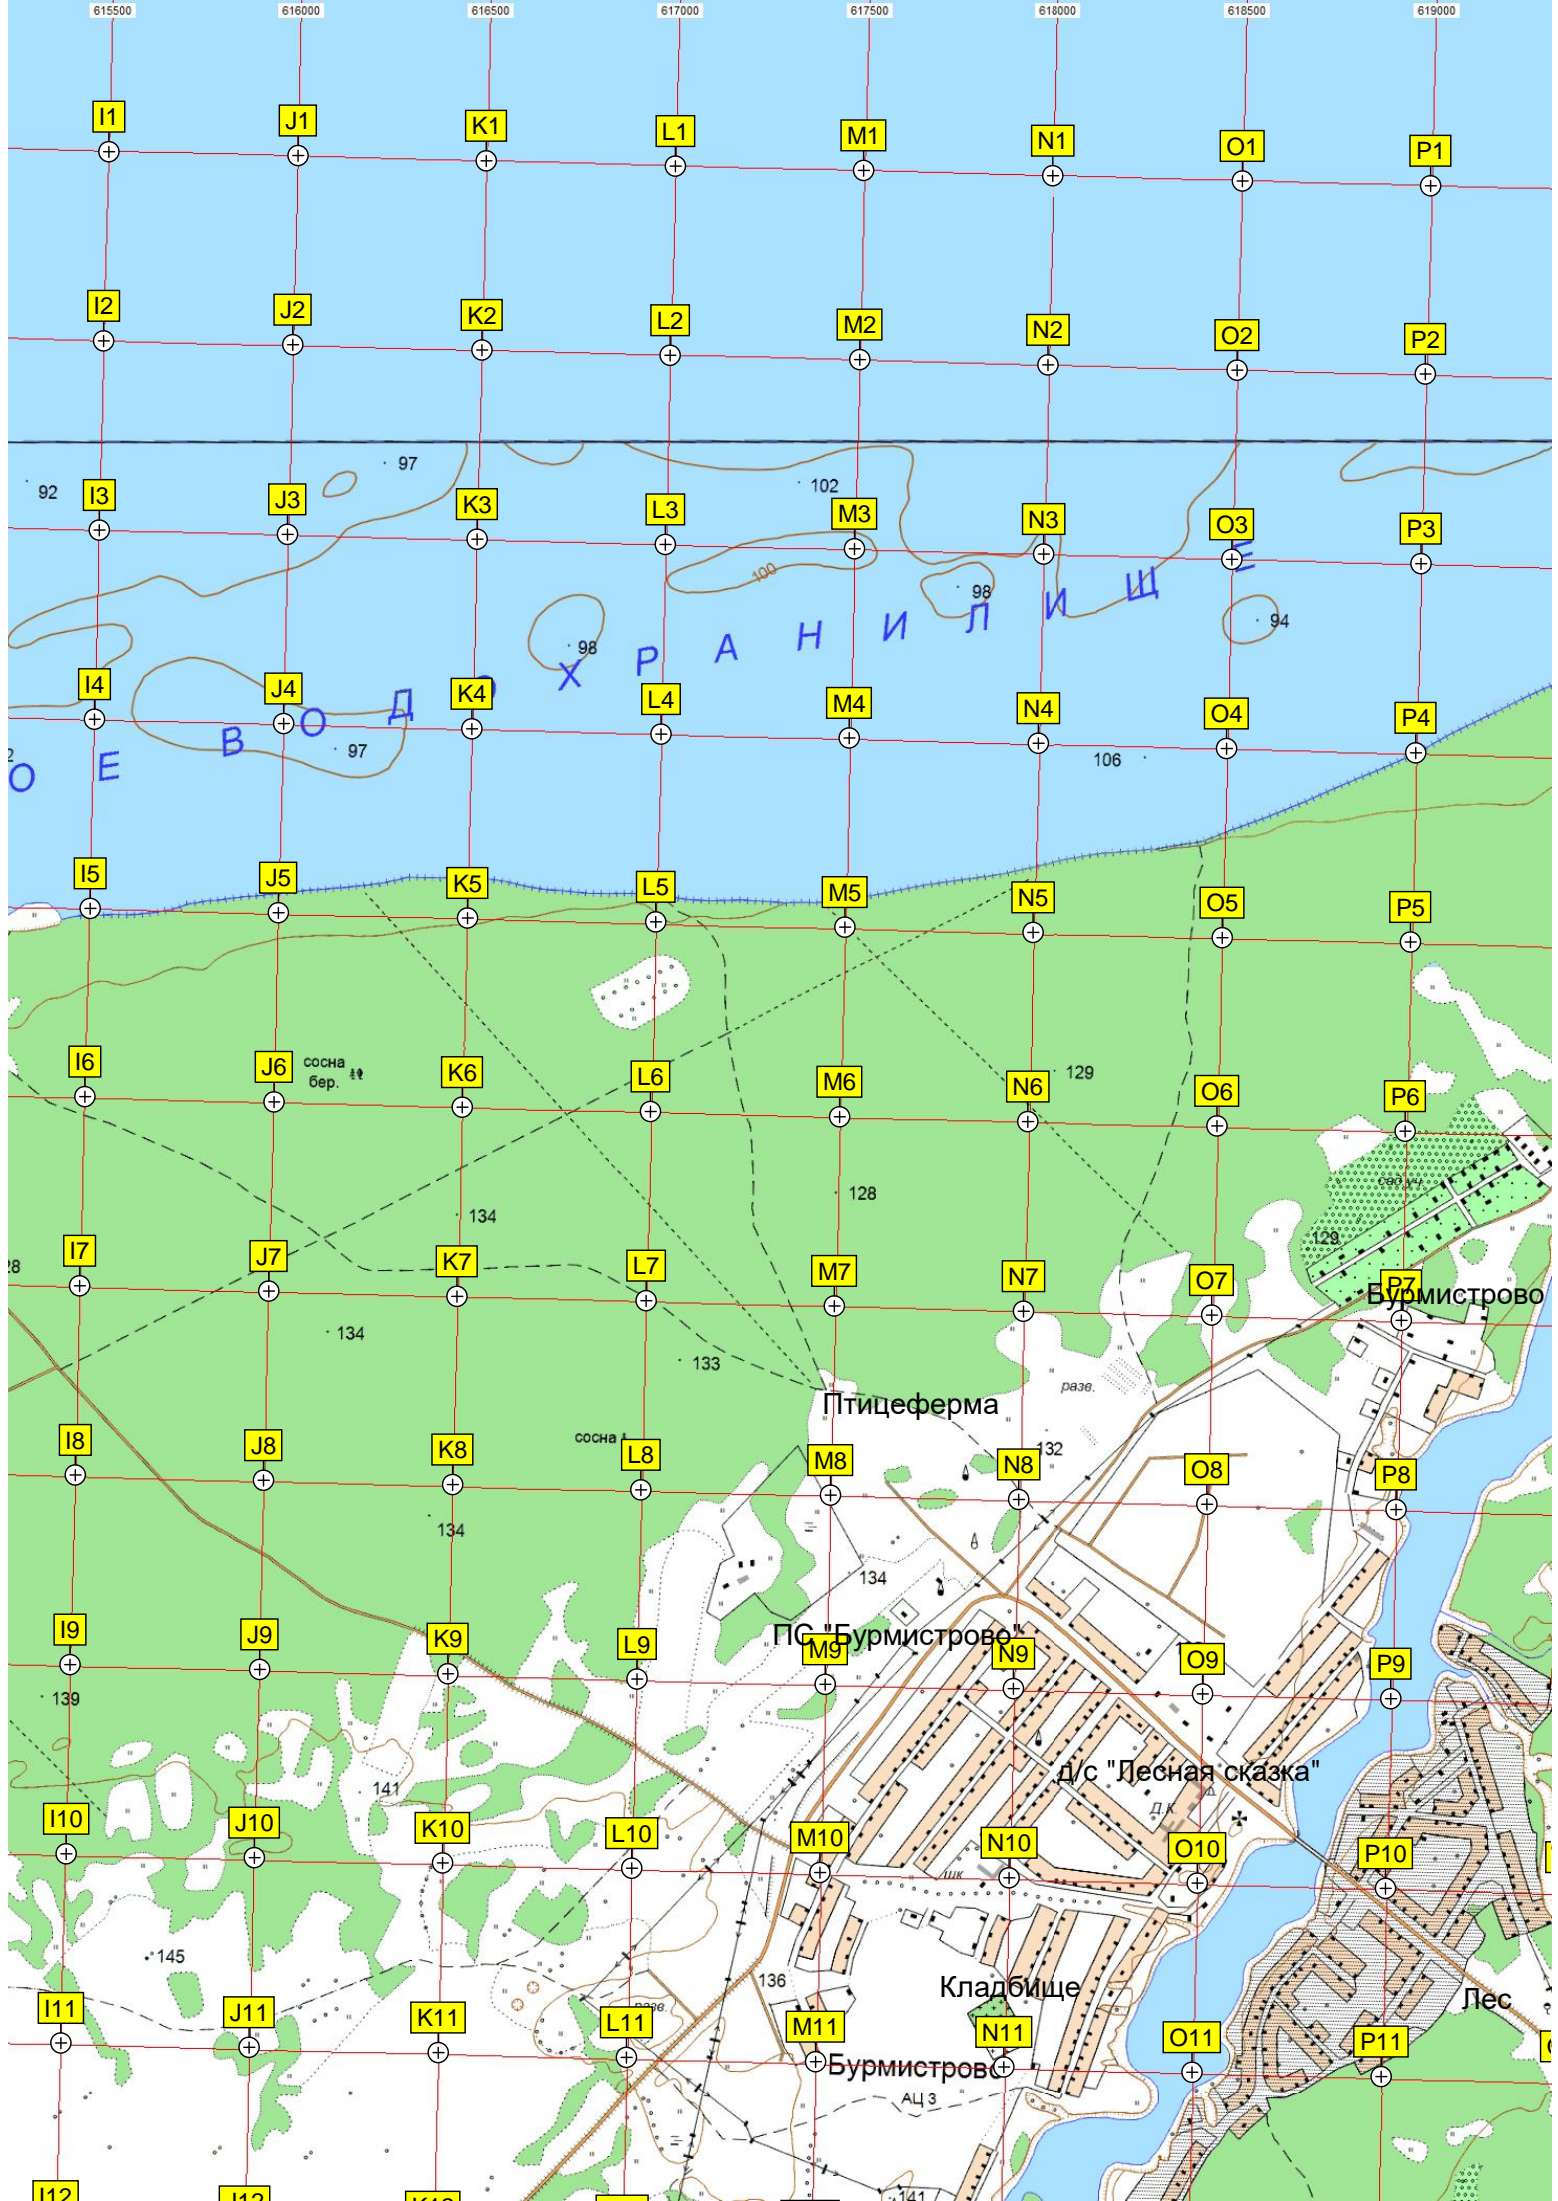 615500 616000 616500 617000 617500 618000 618500 619000
I1 J1 K1 L1 M1 N1 O1 P1
I2 J2 K2 L2 M2 N2 O2 P2
97
92 102
I3 J3 K3 L3 M3 N3 O3 P3
100
98
94
98
О Е В О Д О Х Р А Н И Л И Щ Е
I4 J4 K4 L4 M4 N4 O4 P4
97
106
I5 J5 K5 L5 M5 N5 O5 P5
сосна
бер.
129
I6 J6 K6 L6 M6 N6 O6 P6
сад уч.
128
134
129
I7 J7 K7 L7 M7 N7 O7 P7
Бурмистрово
134
133
разв.
Птицеферма
сосна
132
I8 J8 K8 L8 M8 N8 O8 P8
134
134
ПС "Бурмистрово"
I9 J9 K9 L9 M9 N9 O9 P9
139
д/с "Лесная сказка"
141
Д.К.
I10 J10 K10 L10 M10 N10 O10 P10
шк.
145
136
Кладбище
Лес
разв.
I11 J11 K11 L11 M11 N11 O11 P11
Бурмистрово
АЦ 3
141
I12 J12 K12